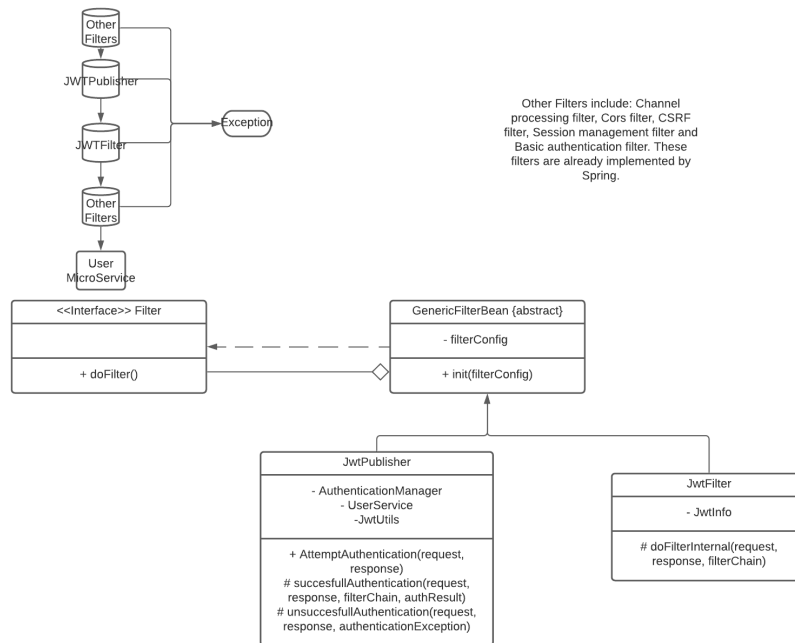 Other
Filters
JWTPublisher
JWTFilter
Other
Filters
User
MicroService
Exception
Other Filters include: Channel
processing filter, Cors filter, CSRF
filter, Session management filter and
Basic authentication filter. These
filters are already implemented by
Spring.
<<Interface>> Filter
+ doFilter()
GenericFilterBean {abstract}
- filterConfig
+ init(filterConfig)
JwtPublisher
- AuthenticationManager
- UserService
-JwtUtils
+ AttemptAuthentication(request,
response)
# succesfullAuthentication(request,
response, filterChain, authResult)
# unsuccesfullAuthentication(request,
response, authenticationException)
JwtFilter
- JwtInfo
# doFilterInternal(request,
response, filterChain)